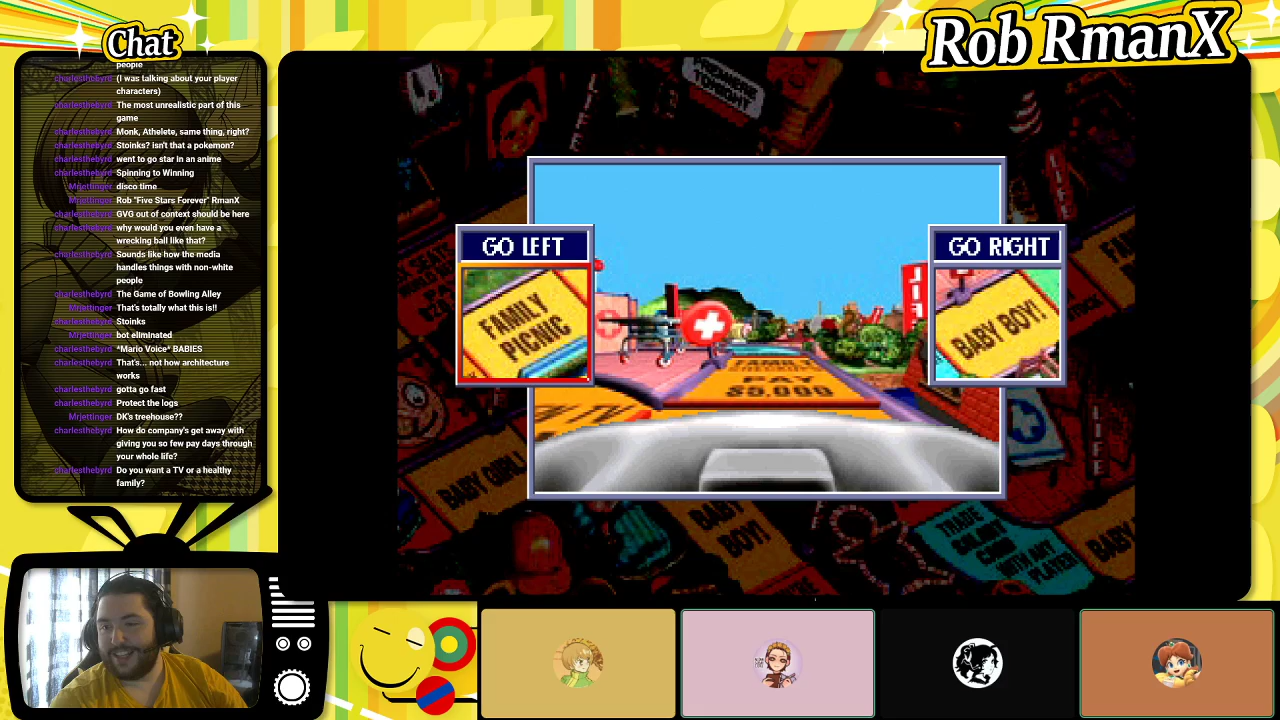 Chat
Rob RmanX
people
charlesthebyrd (I was talking about your player
characters)
charlesthebyrd The most unrealistic part of this
game
charlesthebyrd Monk, Athelete, same thing, right?
charlesthebyrd Stoinks? isn't that a pokemon?
charlesthebyrd went to go star in an anime
charlesthebyrd Spinning to Winning
Mrjettinger disco time
Mrjettinger Rob "Five Stars Forever" RmanX
charlesthebyrd GVG out of context should be here
charlesthebyrd why would you even have a
wrecking ball like that?
charlesthebyrd Sounds like how the media
handles things with non-white
people
charlesthebyrd The Game of Bowling Alley
Mrjettinger That's totally what this is!!
charlesthebyrd Stoinks
Mrjettinger bot eliminated
charlesthebyrd *Mario Voice* BABIES
charlesthebyrd That's... not how architecture
works
charlesthebyrd gotta go fast
charlesthebyrd Protect the logs
Mrjettinger DK's treehouse??
charlesthebyrd How do company's get away with
giving you so few pay days through
your whole life?
charlesthebyrd Do you want a TV or a healthy
family?
GO LEFT
GO RIGHT
BABY BOY!
PAY
$5,000
LIFE
BABY
BOY!
TRADE
SALARY
CARD
WITH ANY
PLAYER
BABY